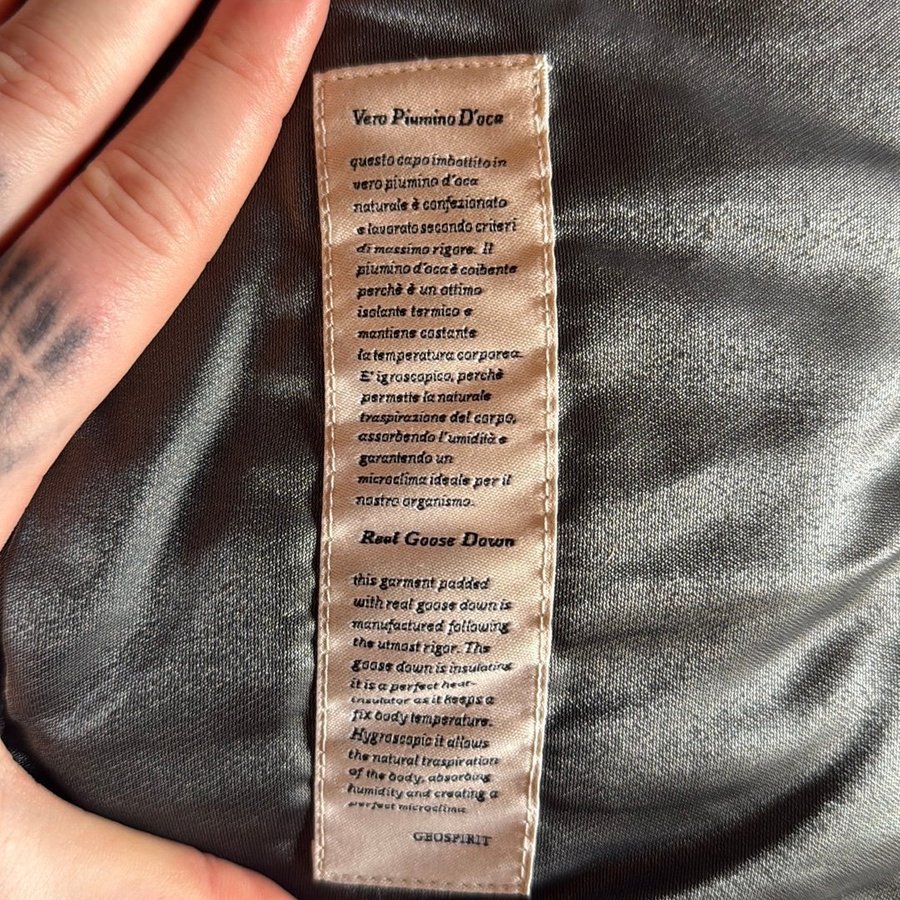 Vero Piumino D'oca
questo capo imbottito in
vero piumino d'oca
naturale è confezionato
e lavorato secondo criteri
di massimo rigore. Il
piumino d'oca è coibente
perchè è un ottimo
isolante termico e
mantiene costante
la temperatura corporea.
E' igroscopico, perchè
permette la naturale
traspirazione del corpo,
assorbendo l'umidità e
garantendo un
microclima ideale per il
nostro organismo.
Real Goose Down
this garment padded
with real goose down is
manufactured following
the utmost rigor. The
goose down is insulating
it is a perfect heat-
insulator as it keeps a
fix body temperature.
Hygroscopic it allows
the natural traspiration
of the body, absorbing
humidity and creating a
perfect microclima
GEOSPIRIT